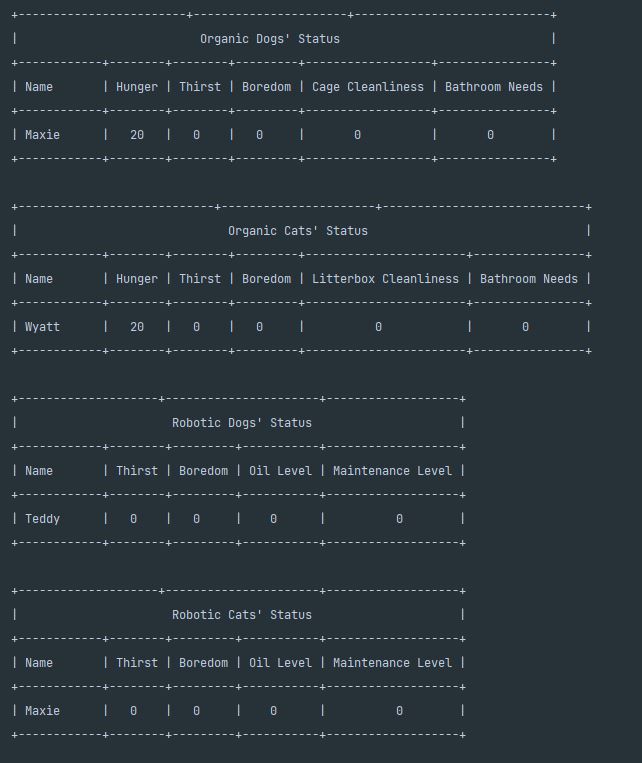 +------------------------+----------------------+----------------------------+
|                          Organic Dogs' Status                              |
+------------+--------+--------+---------+------------------+----------------+
| Name       | Hunger | Thirst | Boredom | Cage Cleanliness | Bathroom Needs |
+------------+--------+--------+---------+------------------+----------------+
| Maxie      |   20   |   0    |   0     |       0          |       0        |
+------------+--------+--------+---------+------------------+----------------+

+----------------------------+----------------------+-----------------------------+
|                              Organic Cats' Status                               |
+------------+--------+--------+---------+-----------------------+----------------+
| Name       | Hunger | Thirst | Boredom | Litterbox Cleanliness | Bathroom Needs |
+------------+--------+--------+---------+-----------------------+----------------+
| Wyatt      |   20   |   0    |   0     |          0            |      0         |
+------------+--------+--------+---------+-----------------------+----------------+

+--------------------+----------------------+-------------------+
|                      Robotic Dogs' Status                     |
+------------+--------+---------+-----------+-------------------+
| Name       | Thirst | Boredom | Oil Level | Maintenance Level |
+------------+--------+---------+-----------+-------------------+
| Teddy      |   0    |   0     |    0      |         0         |
+------------+--------+---------+-----------+-------------------+

+--------------------+----------------------+-------------------+
|                      Robotic Cats' Status                     |
+------------+--------+---------+-----------+-------------------+
| Name       | Thirst | Boredom | Oil Level | Maintenance Level |
+------------+--------+---------+-----------+-------------------+
| Maxie      |   0    |   0     |    0      |         0         |
+------------+--------+---------+-----------+-------------------+